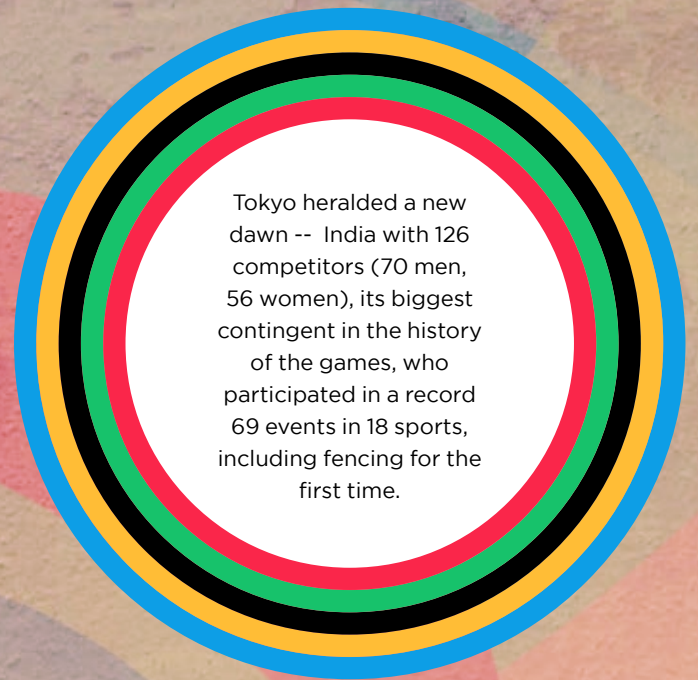 Tokyo heralded a new
dawn --  India with 126
competitors (70 men,
56 women), its biggest
contingent in the history
of the games, who
participated in a record
69 events in 18 sports,
including fencing for the
first time.